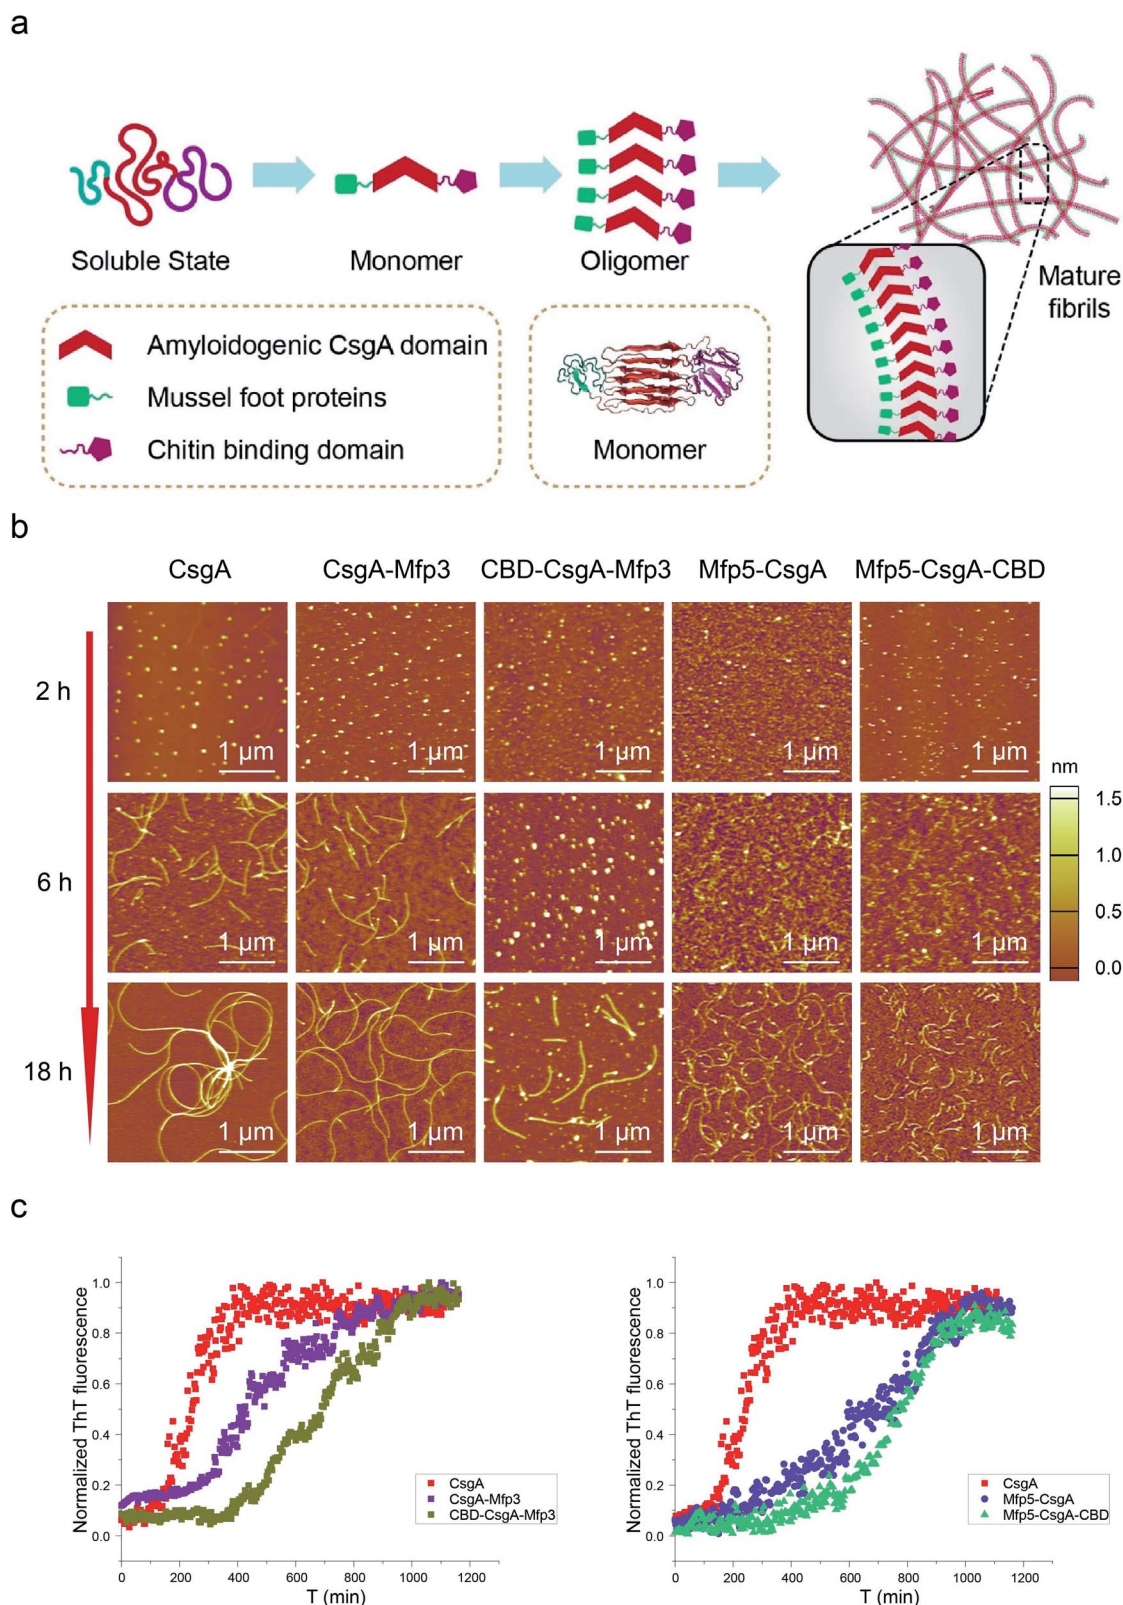 a
Soluble State
Monomer
Oligomer
Mature
fibrils
Amyloidogenic CsgA domain
Mussel foot proteins
Chitin binding domain
Monomer
b
CsgA CsgA-Mfp3 CBD-CsgA-Mfp3 Mfp5-CsgA Mfp5-CsgA-CBD
2 h
1 µm 1 µm 1 µm 1 µm 1 µm
nm
1.5
1.0
0.5
0.0
6 h
1 µm 1 µm 1 µm 1 µm 1 µm
18 h
1 µm 1 µm 1 µm 1 µm 1 µm
c
Normalized ThT fluorescence
1.0
0.8
0.6
0.4
0.2
0.0
0 200 400 600 800 1000 1200
T (min)
CsgA
CsgA-Mfp3
CBD-CsgA-Mfp3
Normalized ThT fluorescence
1.0
0.8
0.6
0.4
0.2
0.0
0 200 400 600 800 1000 1200
T (min)
CsgA
Mfp5-CsgA
Mfp5-CsgA-CBD